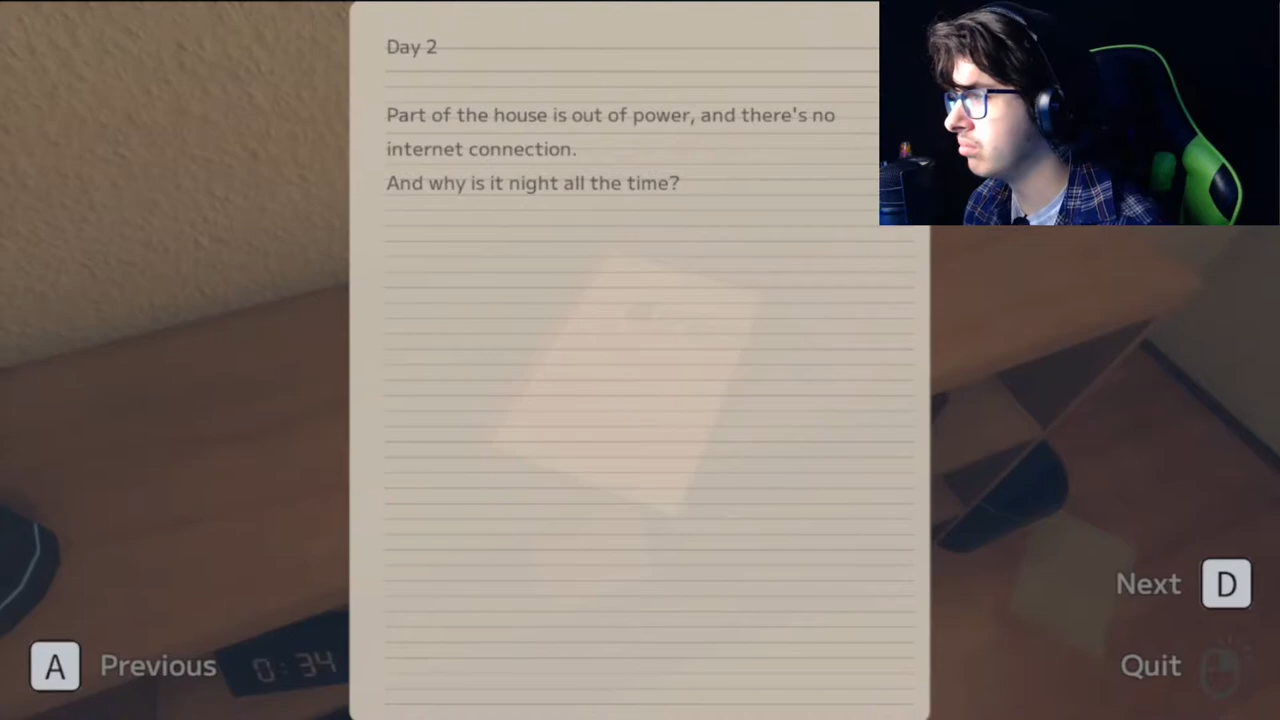 Day 2
Part of the house is out of power, and there's no
internet connection.
And why is it night all the time?
Next D
A Previous 0:34
Quit